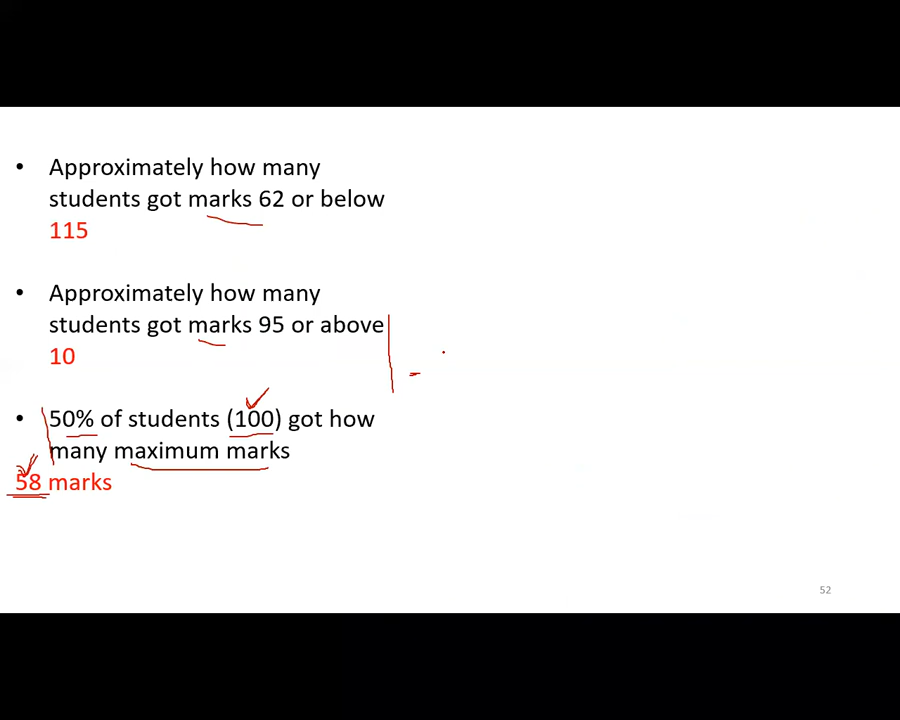 • Approximately how many
students got marks 62 or below
115
• Approximately how many
students got marks 95 or above
10
• 50% of students (100) got how
many maximum marks
58 marks
52